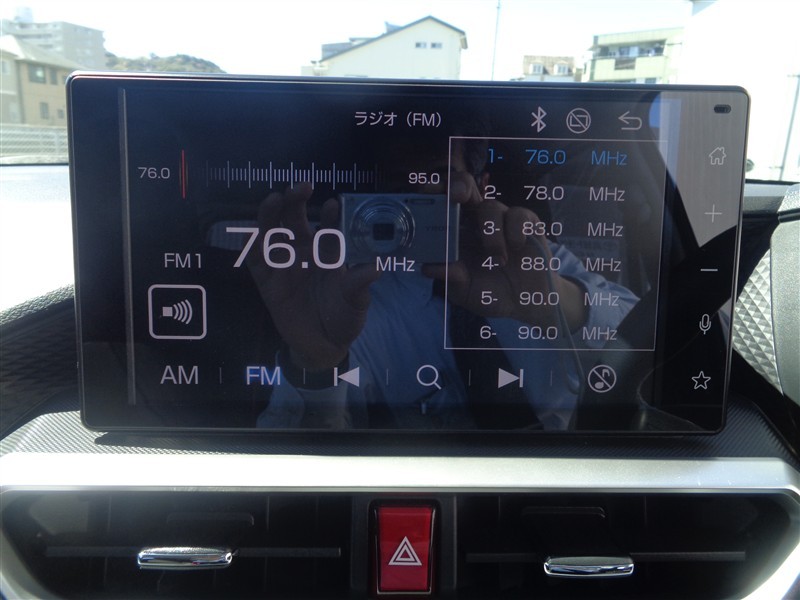 ラジオ（FM）
76.0
95.0
FM1 76.0 MHz
1- 76.0 MHz
2- 78.0 MHz
3- 83.0 MHz
4- 88.0 MHz
5- 90.0 MHz
6- 90.0 MHz
AM FM